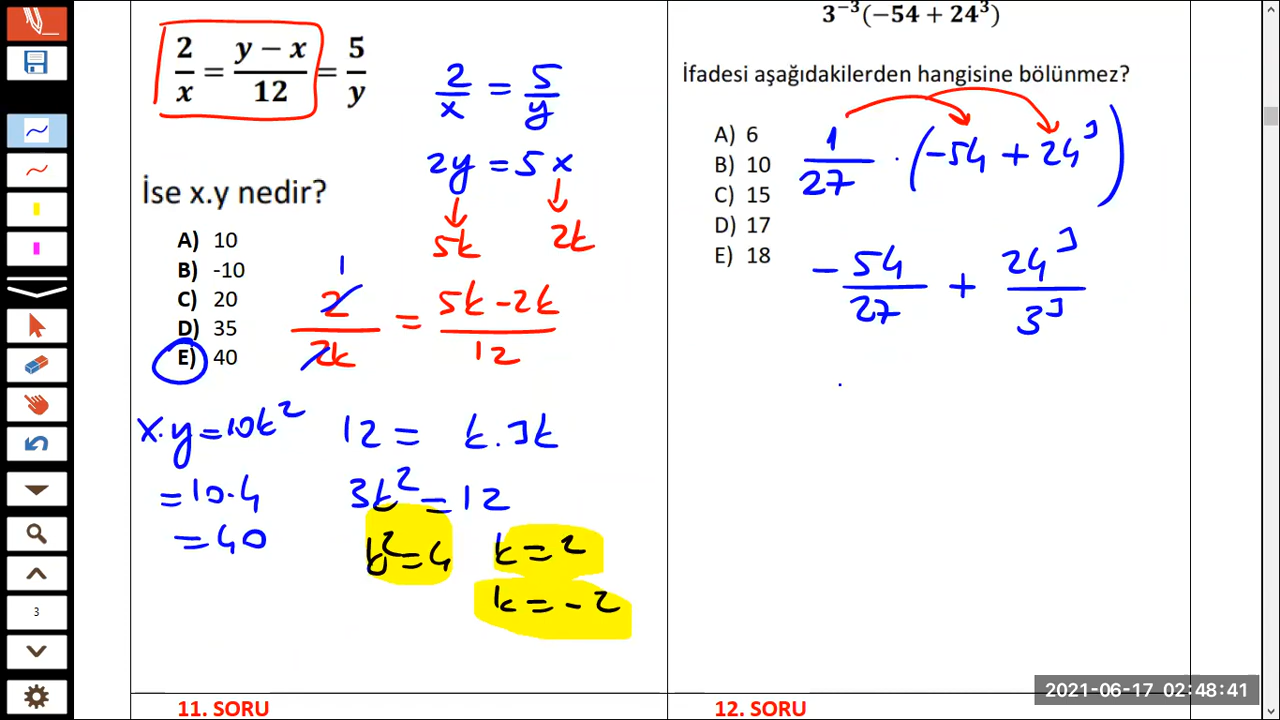 2/x = y − x/12 = 5/y
İse x.y nedir?
A) 10
B) -10
C) 20
D) 35
E) 40
2/x = 5/y
2y = 5x
5k 2k
1
2/2k = 5k - 2k/12
x.y = 10k²
= 10.4
= 40
12 = k.3k
3k² = 12
k² = 4
k = 2
k = -2
11. SORU
3⁻³(−54 + 24³)
İfadesi aşağıdakilerden hangisine bölünmez?
A) 6
B) 10
C) 15
D) 17
E) 18
1/27 . (-54 + 24³)
-54/27 + 24³/3³
12. SORU
3
2021-06-17 02:48:41